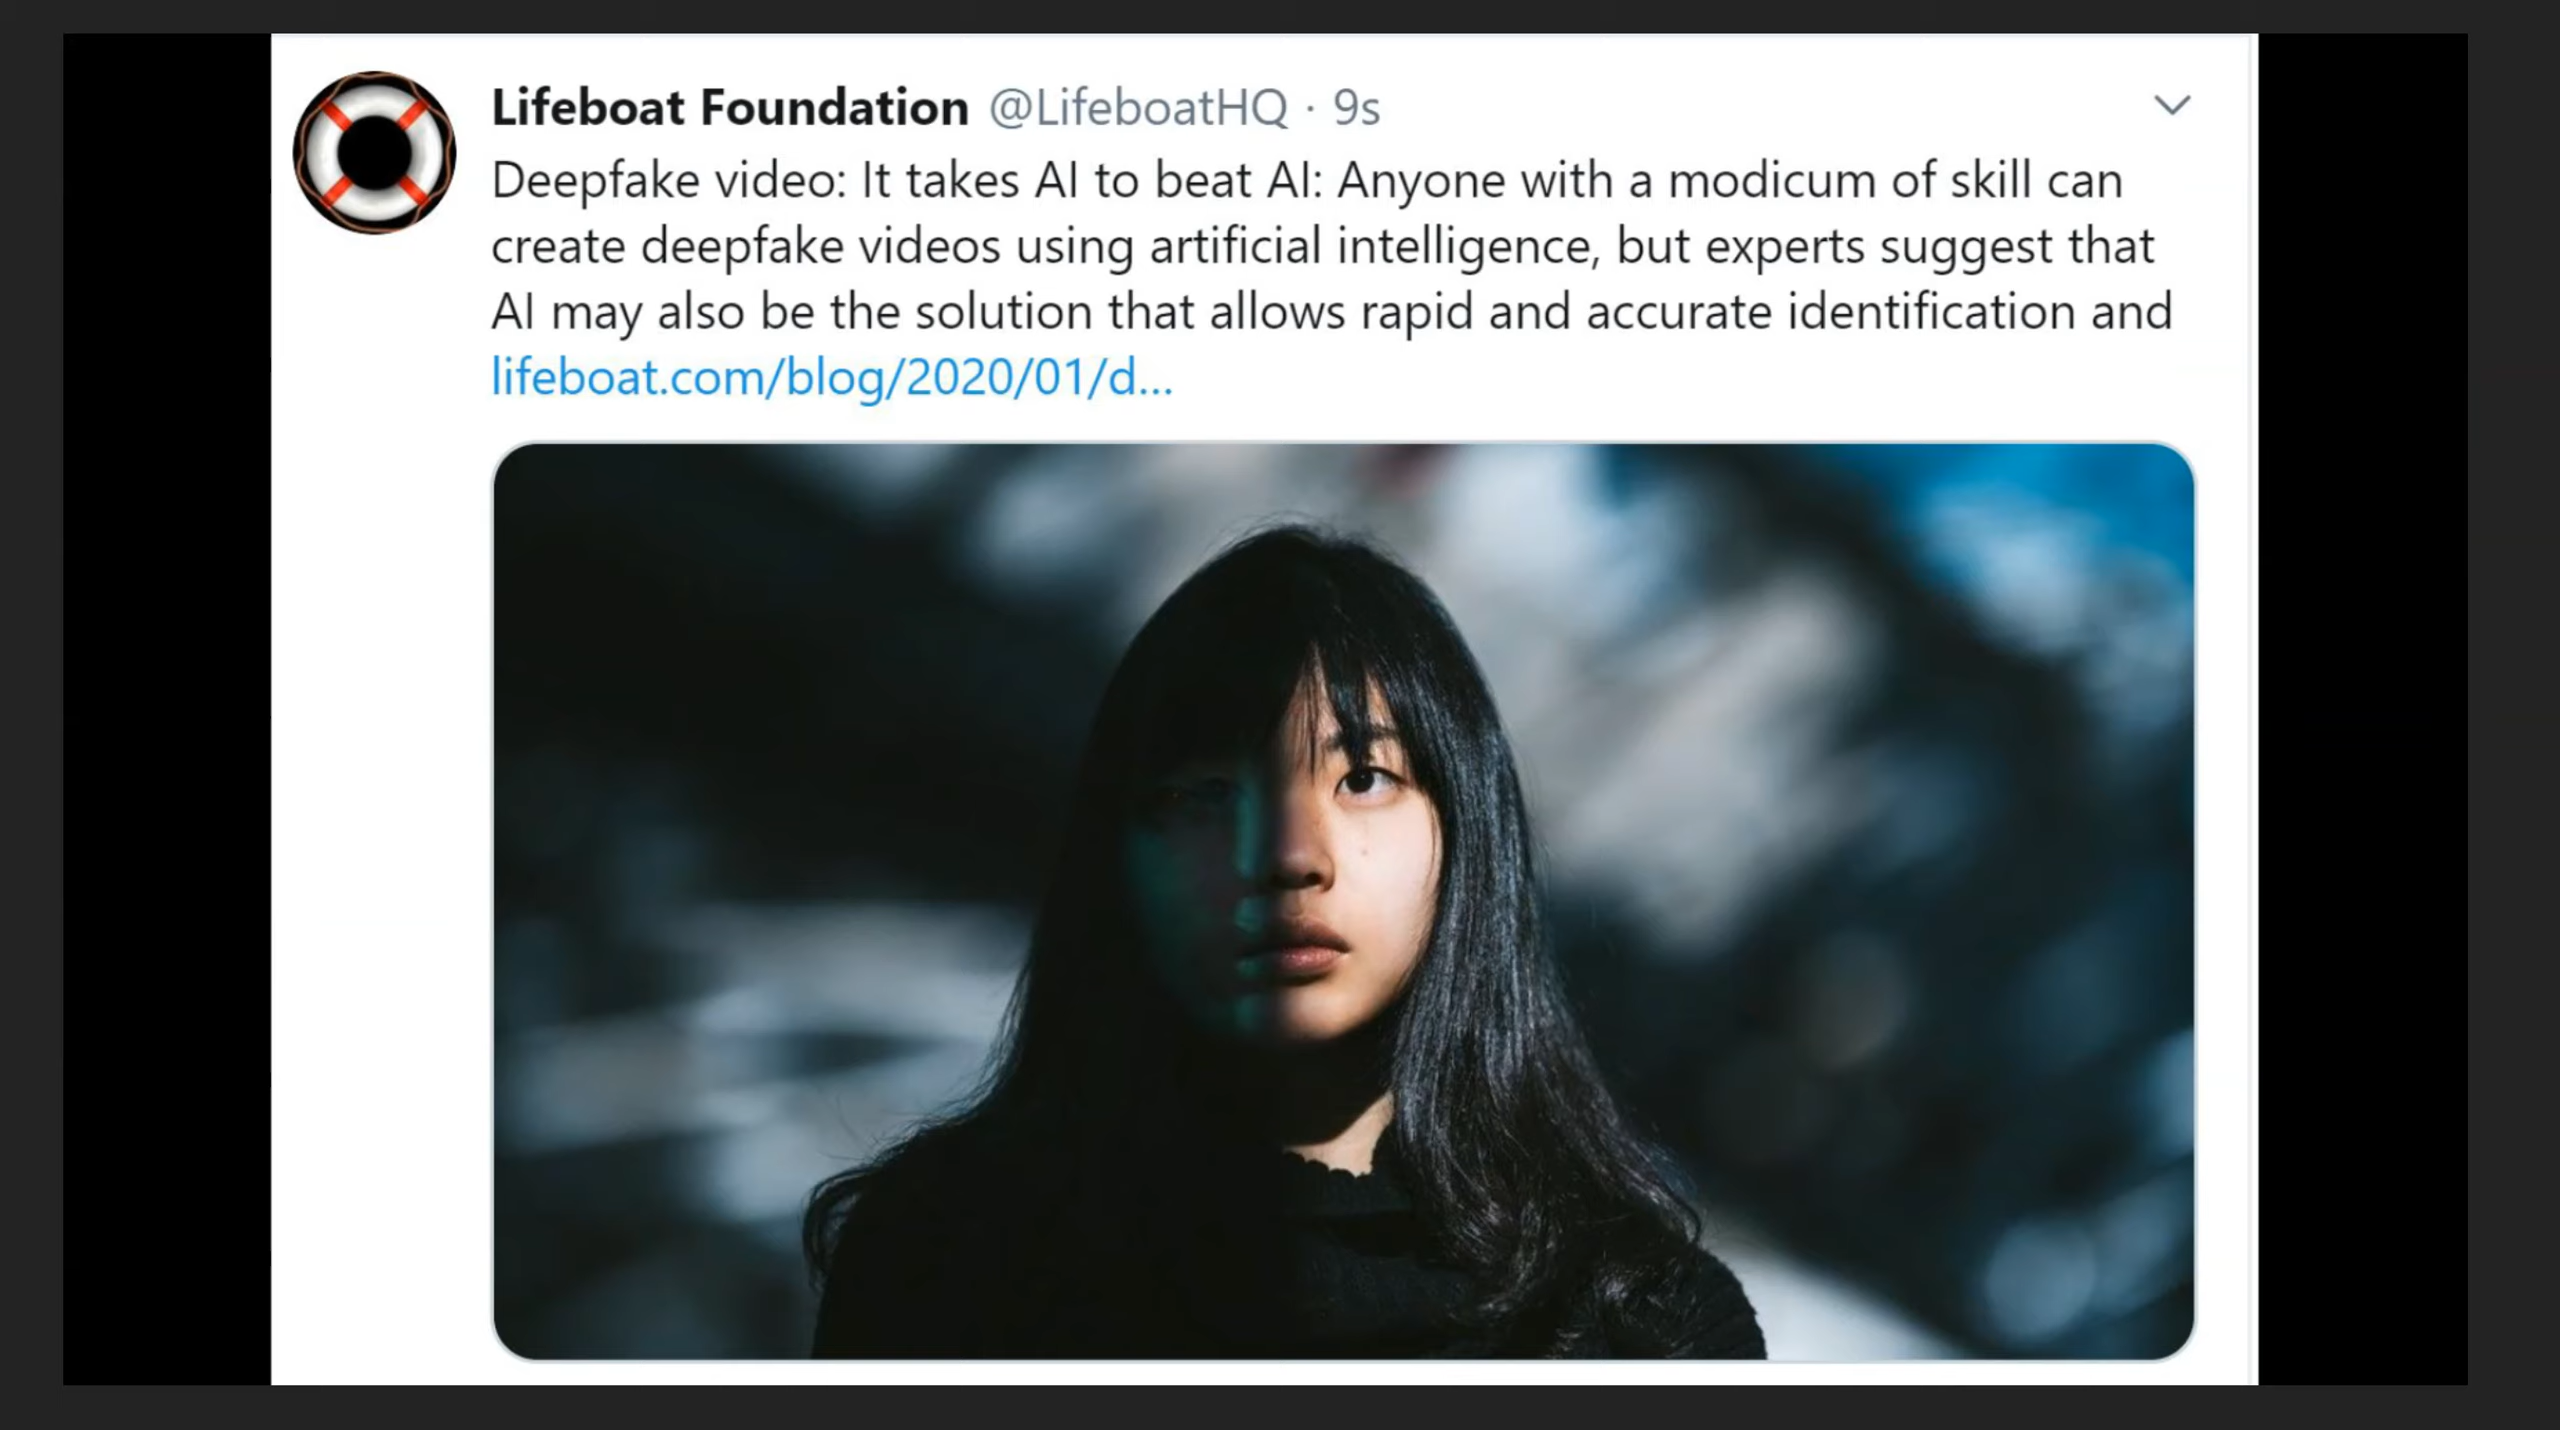 Lifeboat Foundation @LifeboatHQ · 9s
Deepfake video: It takes AI to beat AI: Anyone with a modicum of skill can
create deepfake videos using artificial intelligence, but experts suggest that
AI may also be the solution that allows rapid and accurate identification and
lifeboat.com/blog/2020/01/d...